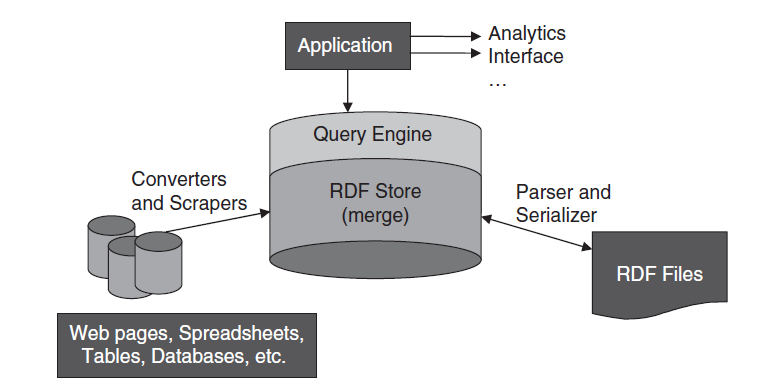 Application
Analytics
Interface
...
Query Engine
RDF Store
(merge)
Converters
and Scrapers
Parser and
Serializer
RDF Files
Web pages, Spreadsheets,
Tables, Databases, etc.